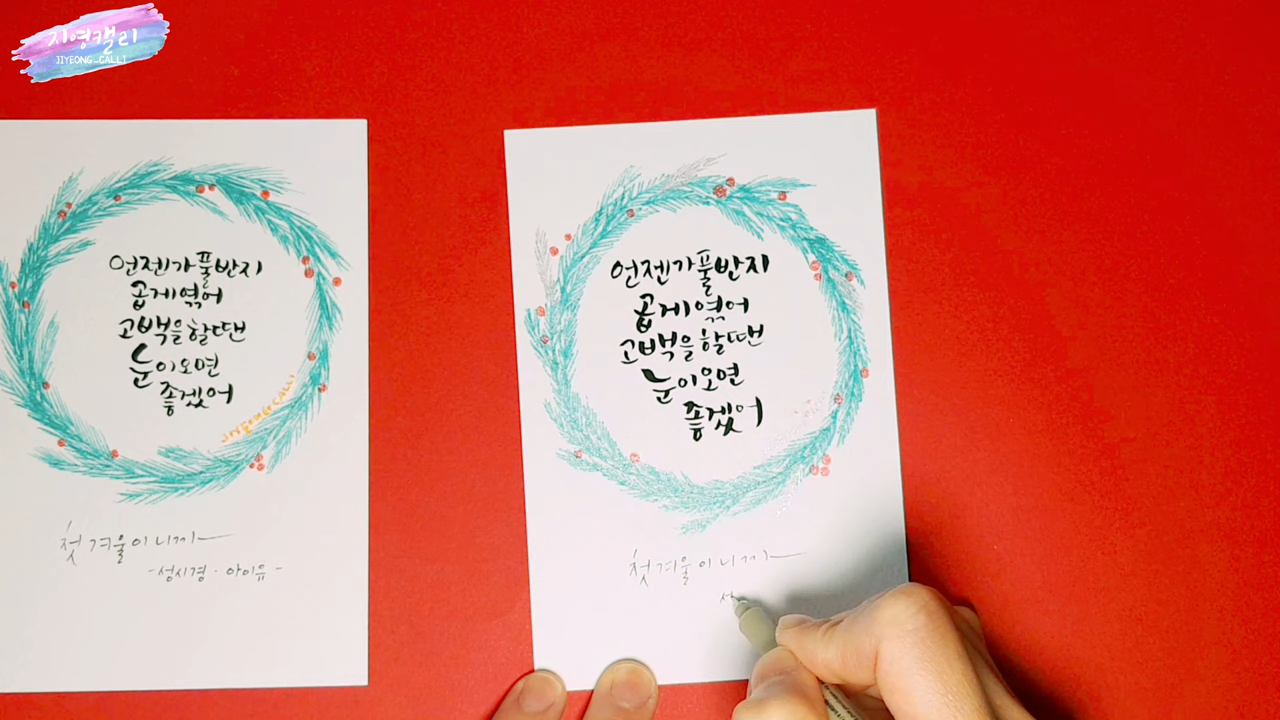 지영캘리
JIYEONG_CALLI
언젠가 풀반지
곱게 엮어
고백을 할 땐
눈이 오면
좋겠어
JIYEONG CALLI
첫 겨울이니까
-성시경 · 아이유-
언젠가 풀반지
곱게 엮어
고백을 할 땐
눈이 오면
좋겠어
첫 겨울이니까